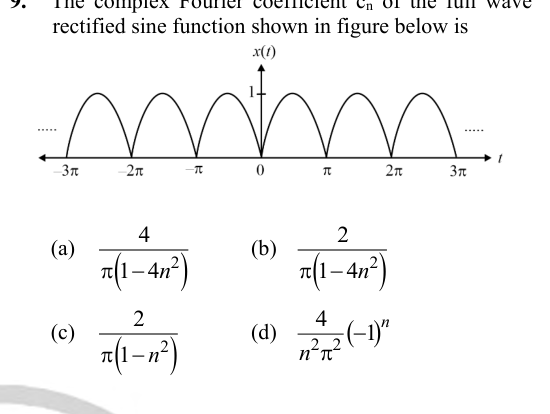 9. The complex Fourier coefficient cₙ of the full wave
rectified sine function shown in figure below is
x(t)
1
..... .....
–3π –2π –π 0 π 2π 3π t
(a) 4/(π(1–4n²)) (b) 2/(π(1–4n²))
(c) 2/(π(1–n²)) (d) 4/(n²π²) (–1)ⁿ